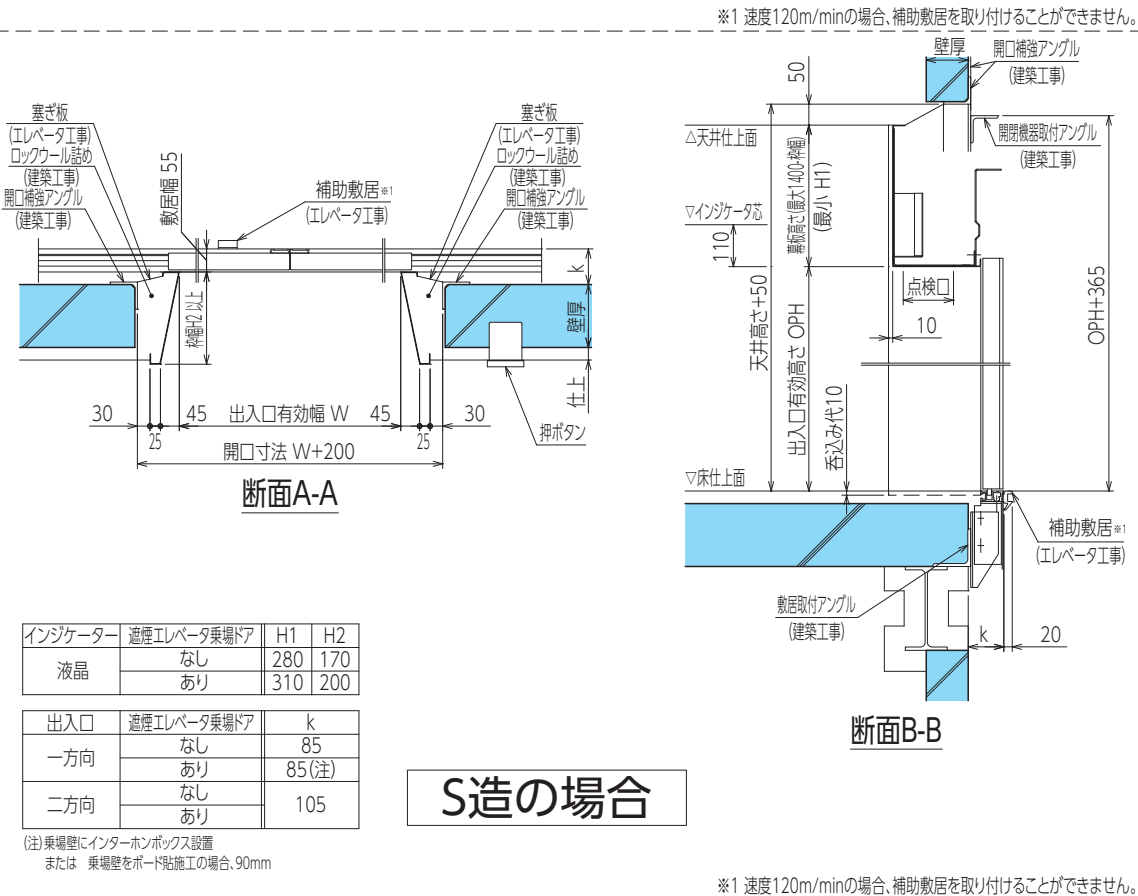 ※1 速度120m/minの場合、補助敷居を取り付けることができません。
塞ぎ板
(エレベータ工事)
ロックウール詰め
(建築工事)
開口補強アングル
(建築工事)
敷居幅 55
補助敷居※1
(エレベータ工事)
塞ぎ板
(エレベータ工事)
ロックウール詰め
(建築工事)
開口補強アングル
(建築工事)
k
壁厚
仕上
枠幅H2 以上
30
25
45
出入口有効幅 W
45
25
30
押ボタン
開口寸法 W+200
断面A-A
50
壁厚
開口補強アングル
(建築工事)
開閉機器取付アングル
(建築工事)
△天井仕上面
幕板高さ(最大1400-枠幅)
(最小 H1)
▽インジケータ芯
110
点検口
10
天井高さ+50
出入口有効高さ OPH
呑込み代10
OPH+365
▽床仕上面
補助敷居※1
(エレベータ工事)
敷居取付アングル
(建築工事)
k
20
断面B-B
インジケーター 遮煙エレベータ乗場ドア H1 H2
液晶 なし 280 170
あり 310 200
出入口 遮煙エレベータ乗場ドア k
一方向 なし 85
あり 85(注)
二方向 なし 105
あり
(注)乗場壁にインターホンボックス設置
または 乗場壁をボード貼施工の場合、90mm
S造の場合
※1 速度120m/minの場合、補助敷居を取り付けることができません。